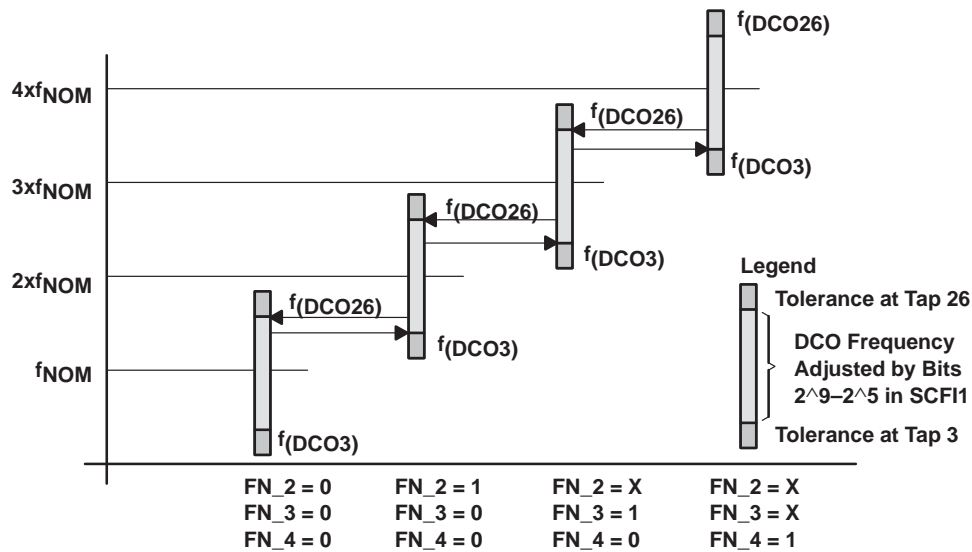 f(DCO26)
4xfNOM
f(DCO26)
f(DCO3)
3xfNOM
f(DCO26)
f(DCO3)
2xfNOM
f(DCO26)
f(DCO3)
fNOM
f(DCO3)
Legend
Tolerance at Tap 26
DCO Frequency
Adjusted by Bits
2^9–2^5 in SCFI1
Tolerance at Tap 3
FN_2 = 0 FN_2 = 1 FN_2 = X FN_2 = X
FN_3 = 0 FN_3 = 0 FN_3 = 1 FN_3 = X
FN_4 = 0 FN_4 = 0 FN_4 = 0 FN_4 = 1